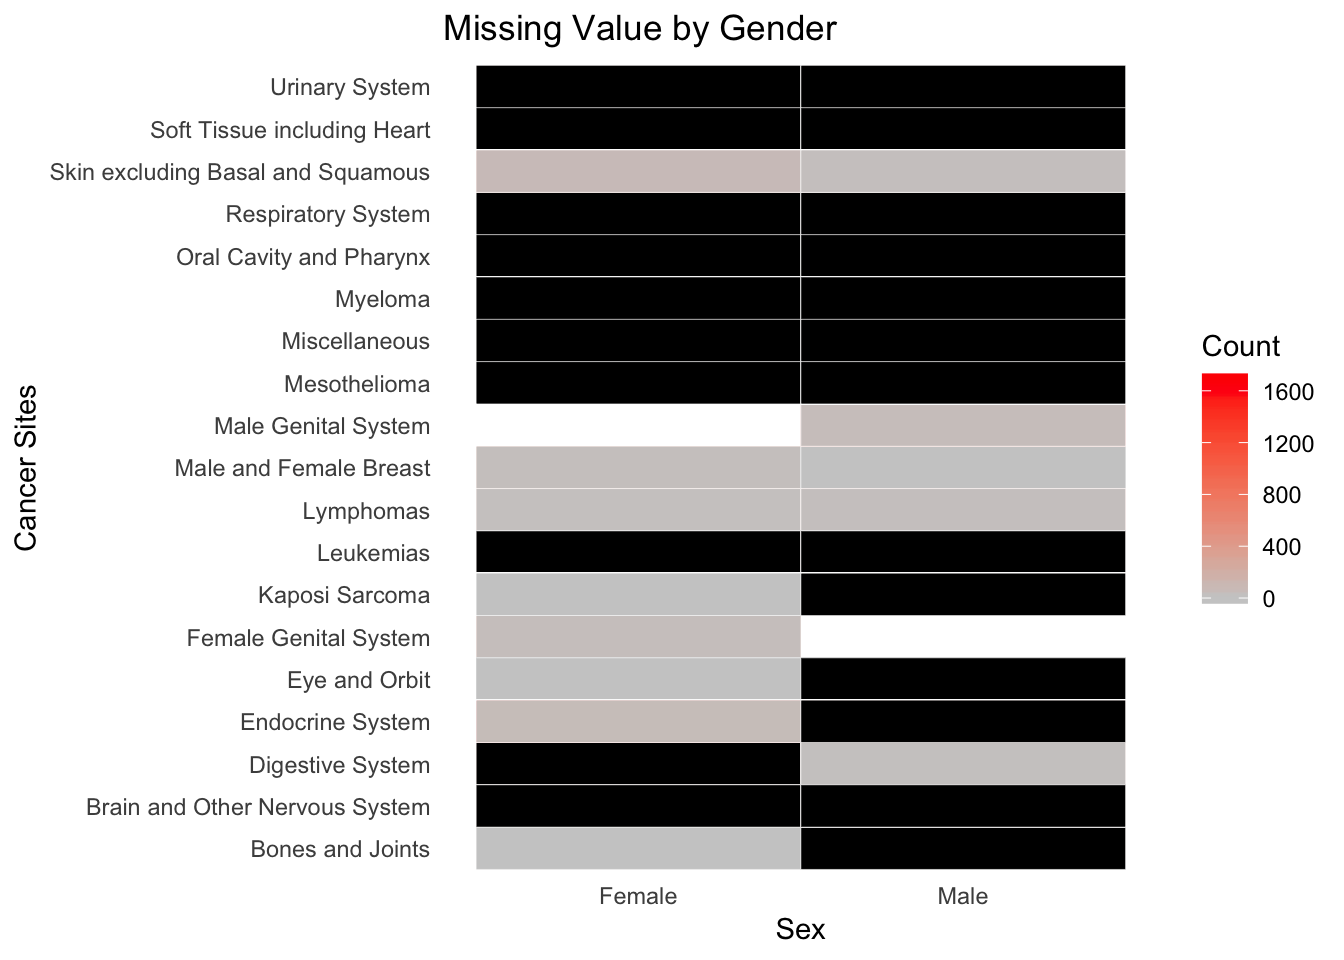 Missing Value by Gender
Urinary System
Soft Tissue including Heart
Skin excluding Basal and Squamous
Respiratory System
Oral Cavity and Pharynx
Myeloma
Miscellaneous
Mesothelioma
Male Genital System
Male and Female Breast
Lymphomas
Leukemias
Kaposi Sarcoma
Female Genital System
Eye and Orbit
Endocrine System
Digestive System
Brain and Other Nervous System
Bones and Joints
Cancer Sites
Female
Male
Sex
Count
1600
1200
800
400
0